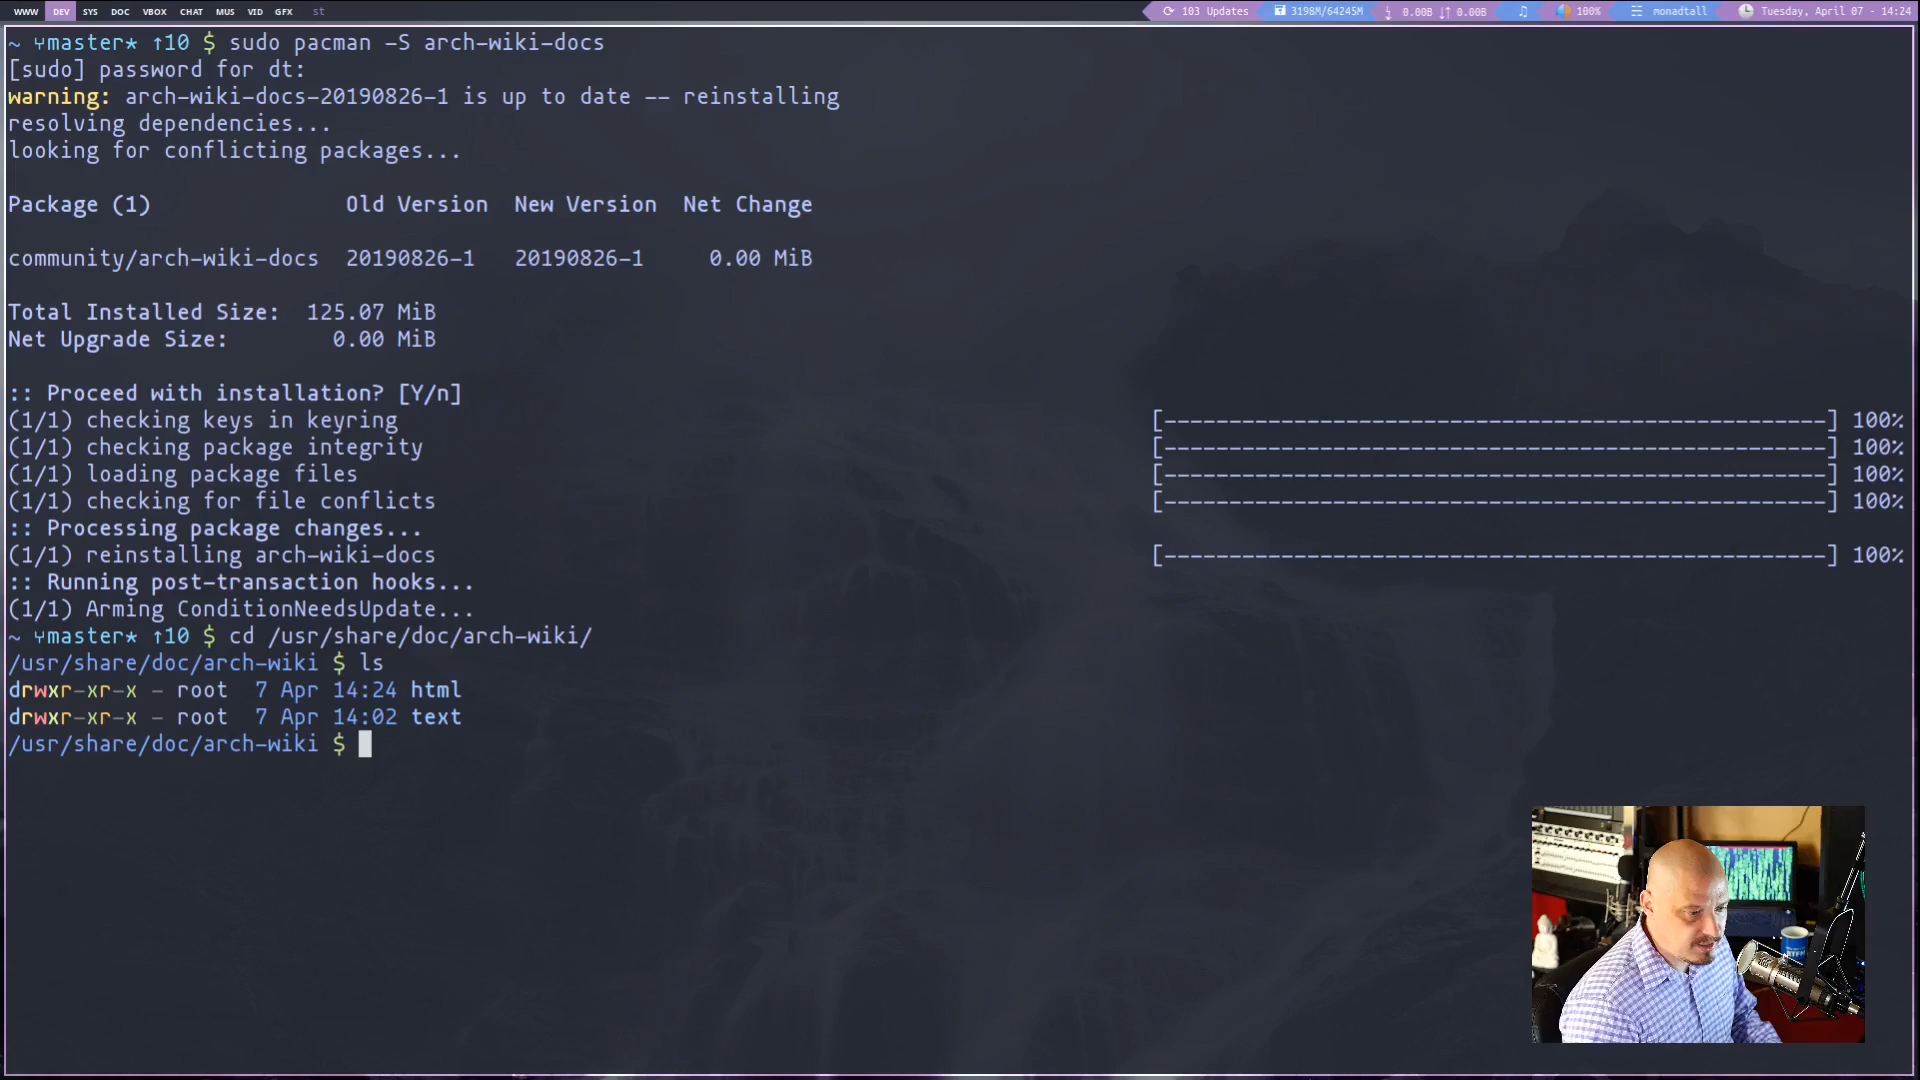 WWW DEV SYS DOC VBOX CHAT MUS VID GFX st 103 Updates 3198M/64245M 0.00B ↓↑ 0.00B 100% monadtall Tuesday, April 07 - 14:24
~ master* ↑10 $ sudo pacman -S arch-wiki-docs
[sudo] password for dt:
warning: arch-wiki-docs-20190826-1 is up to date -- reinstalling
resolving dependencies...
looking for conflicting packages...
Package (1) Old Version New Version Net Change
community/arch-wiki-docs 20190826-1 20190826-1 0.00 MiB
Total Installed Size: 125.07 MiB
Net Upgrade Size: 0.00 MiB
:: Proceed with installation? [Y/n]
(1/1) checking keys in keyring [----------------------------------------------------] 100%
(1/1) checking package integrity [----------------------------------------------------] 100%
(1/1) loading package files [----------------------------------------------------] 100%
(1/1) checking for file conflicts [----------------------------------------------------] 100%
:: Processing package changes...
(1/1) reinstalling arch-wiki-docs [----------------------------------------------------] 100%
:: Running post-transaction hooks...
(1/1) Arming ConditionNeedsUpdate...
~ master* ↑10 $ cd /usr/share/doc/arch-wiki/
/usr/share/doc/arch-wiki $ ls
drwxr-xr-x - root 7 Apr 14:24 html
drwxr-xr-x - root 7 Apr 14:02 text
/usr/share/doc/arch-wiki $